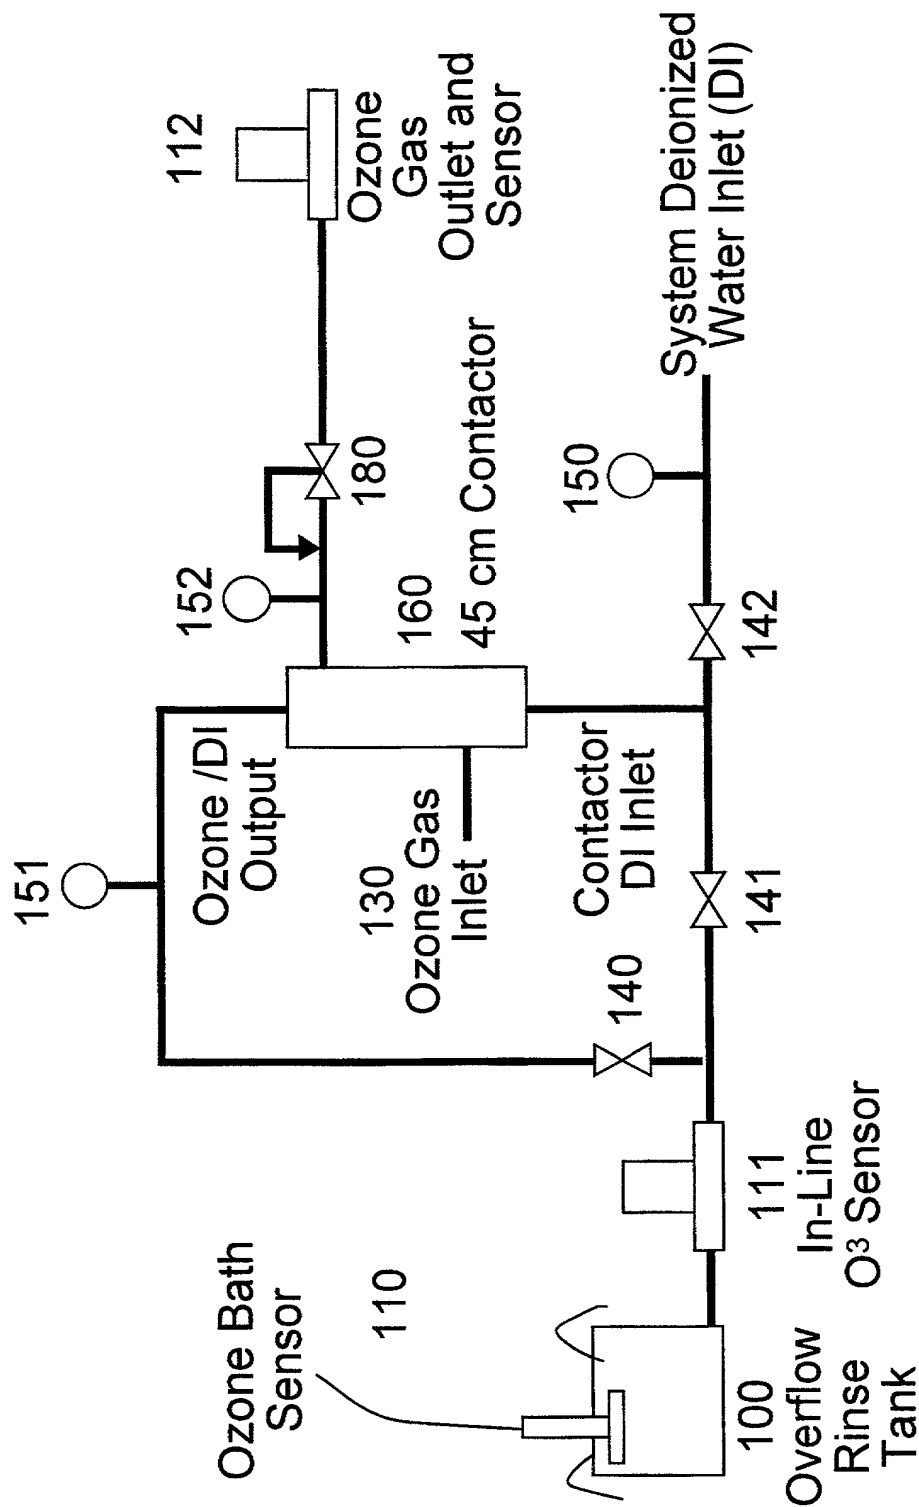 112
Ozone
Gas
Outlet and
Sensor
System Deionized
Water Inlet (DI)
152
180
160
45 cm Contactor
150
142
151
Ozone /DI
Output
130
Ozone Gas
Inlet
Contactor
DI Inlet
140
141
Ozone Bath
Sensor
110
111
In-Line
O3 Sensor
100
Overflow
Rinse
Tank